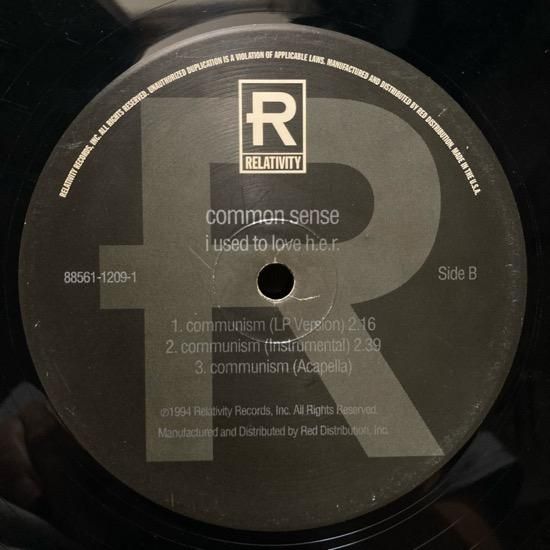 RELATIVITY RECORDS, INC. ALL RIGHTS RESERVED. UNAUTHORIZED DUPLICATION IS A VIOLATION OF APPLICABLE LAWS. MANUFACTURED AND DISTRIBUTED BY RED DISTRIBUTION. MADE IN THE U.S.A.
R
RELATIVITY
common sense
i used to love h.e.r.
88561-1209-1
Side B
1. communism (LP Version) 2.16
2. communism (Instrumental) 2.39
3. communism (Acapella)
℗1994 Relativity Records, Inc. All Rights Reserved.
Manufactured and Distributed by Red Distribution, Inc.